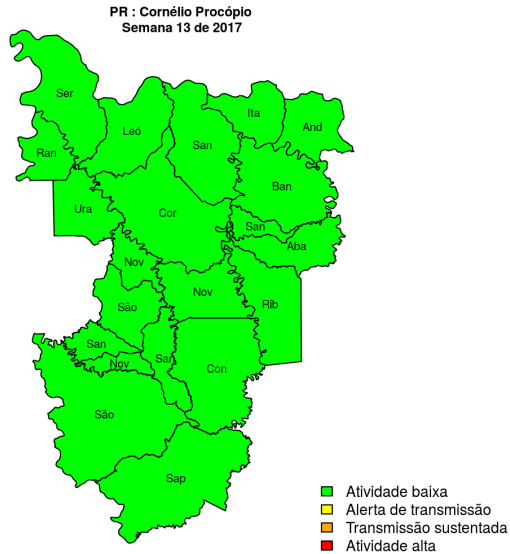 PR : Cornélio Procópio
Semana 13 de 2017
Ser
Leó
Ita
And
San
Ran
Ban
Ura
Cor
San
Aba
Nov
Nov
Rib
São
San
San
Nov
Con
São
Sap
Atividade baixa
Alerta de transmissão
Transmissão sustentada
Atividade alta